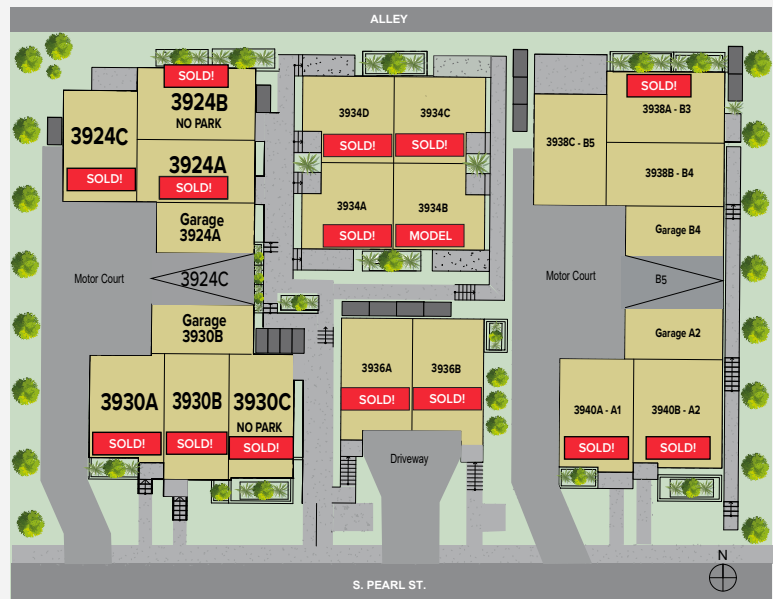 ALLEY
SOLD!
3924B
NO PARK
3924C
SOLD!
3924A
SOLD!
Garage
3924A
Motor Court
3924C
Garage
3930B
3930A
SOLD!
3930B
SOLD!
3930C
NO PARK
SOLD!
3934D
SOLD!
3934C
SOLD!
3934A
SOLD!
3934B
MODEL
3936A
SOLD!
3936B
SOLD!
Driveway
SOLD!
3938A - B3
3938C - B5
3938B - B4
Garage B4
Motor Court
B5
Garage A2
3940A - A1
SOLD!
3940B - A2
SOLD!
N
S. PEARL ST.